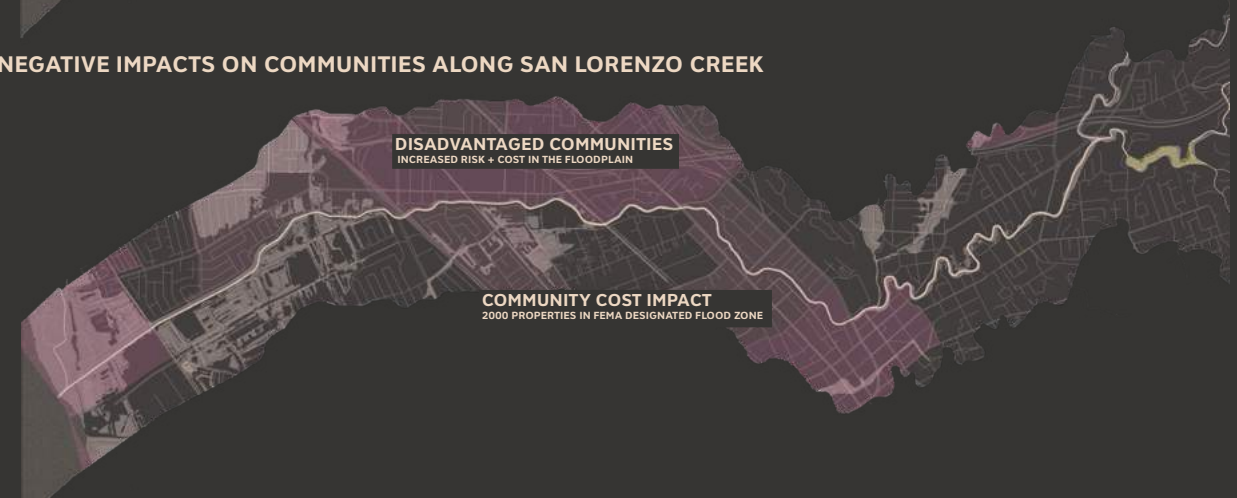 NEGATIVE IMPACTS ON COMMUNITIES ALONG SAN LORENZO CREEK
DISADVANTAGED COMMUNITIES
INCREASED RISK + COST IN THE FLOODPLAIN
COMMUNITY COST IMPACT
2000 PROPERTIES IN FEMA DESIGNATED FLOOD ZONE